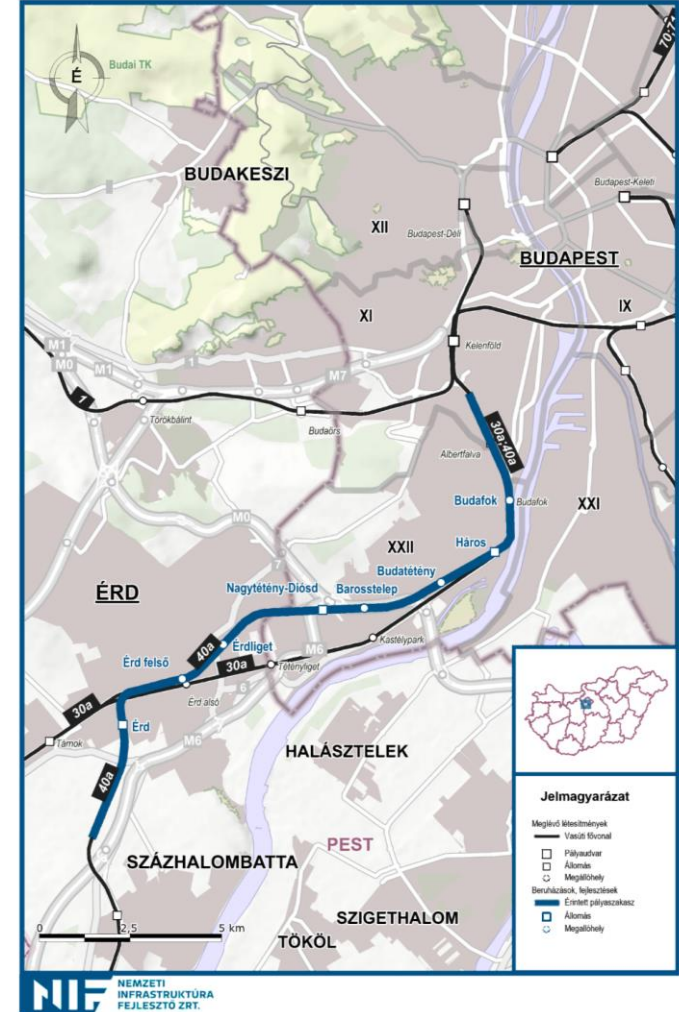 É
Budai TK
70;71
BUDAKESZI
Budapest-Keleti
XII
Budapest-Déli
BUDAPEST
XI
IX
M1
M0
M1
1
M7
Kelenföld
1
Törökbálint
Budaörs
30a;40a
Albertfalva
Budafok
Budafok
XXI
M0
XXII
Háros
7
Budatétény
ÉRD
Nagytétény-Diósd
Barosstelep
Érdliget
40a
M6
Kastélypark
Érd felső
30a
Tétényliget
6
Érd alsó
30a
Érd
Tárnok
M6
40a
HALÁSZTELEK
PEST
SZÁZHALOMBATTA
SZIGETHALOM
TÖKÖL
0 2,5 5 km
Jelmagyarázat
Meglévő létesítmények
Vasúti fővonal
Pályaudvar
Állomás
Megállóhely
Beruházások, fejlesztések
Érintett pályaszakasz
Állomás
Megallóhely
NIF NEMZETI
INFRASTRUKTÚRA
FEJLESZTŐ ZRT.